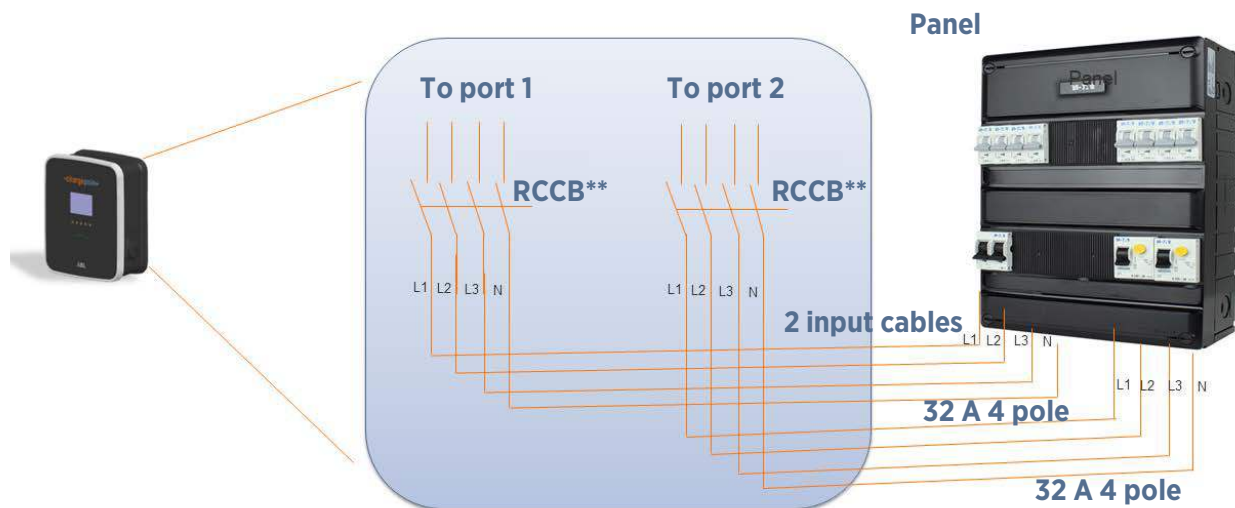 Panel
Panel
To port 1
To port 2
RCCB**
RCCB**
L1 L2 L3 N
L1 L2 L3 N
2 input cables
L1 L2 L3 N
L1 L2 L3 N
32 A 4 pole
32 A 4 pole